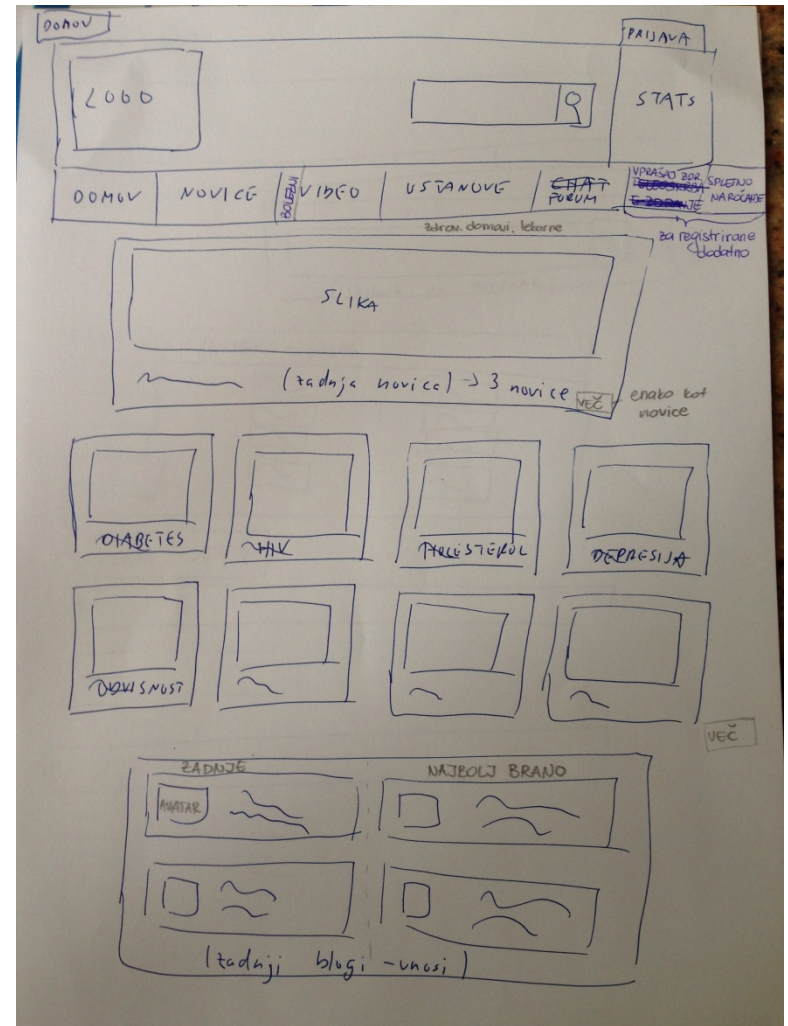 DOMOV
PRIJAVA
LOGO
STATS
DOMOV
NOVICE
BOLEZNI
VIDEO
USTANOVE
CHAT
FORUM
VPRAŠAJ ZDR.
SPLETNO
NAROČANJE
zdrav. domovi, lekarne
za registrirane
dodatno
SLIKA
(zadnja novica) → 3 novice
VEČ
enako kot
novice
DIABETES
HIV
HOLESTEROL
DEPRESIJA
ODVISNOST
VEČ
ZADNJE
NAJBOLJ BRANO
AVATAR
(zadnji blogi - vnosi)